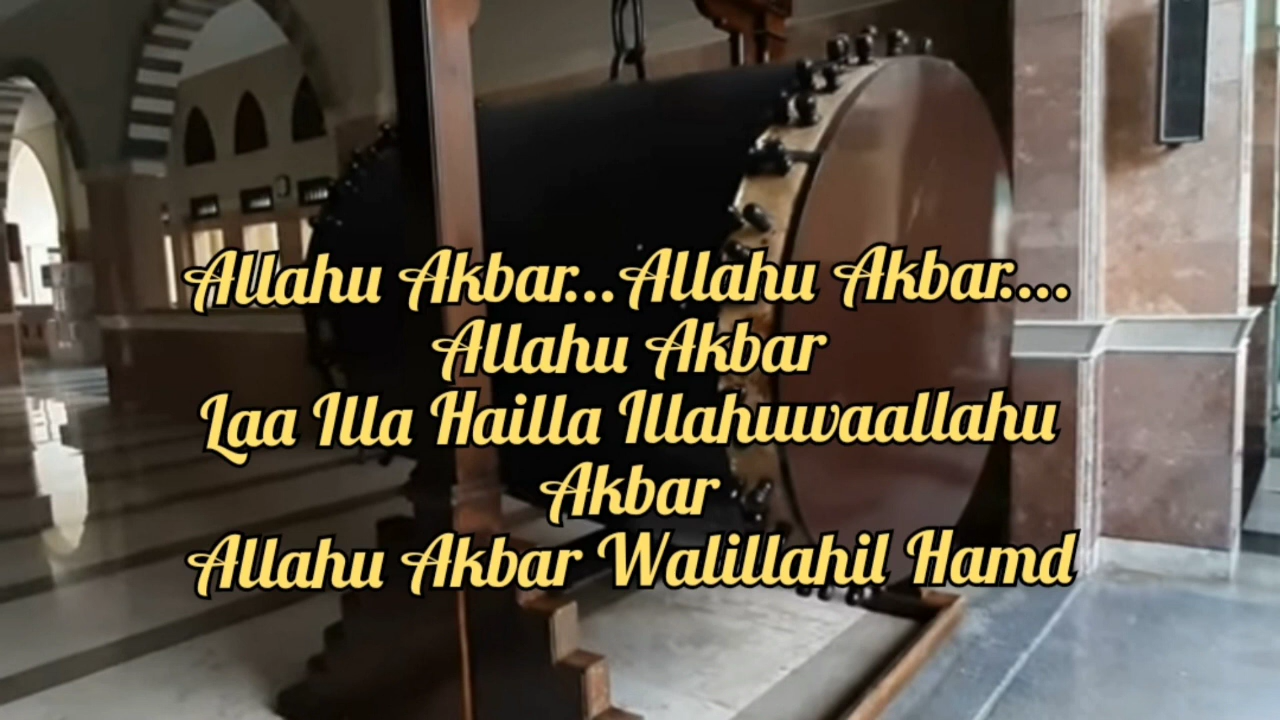 Allahu Akbar...Allahu Akbar....
Allahu Akbar
Laa Illa Hailla Illahuwaallahu
Akbar
Allahu Akbar Walillahil Hamd